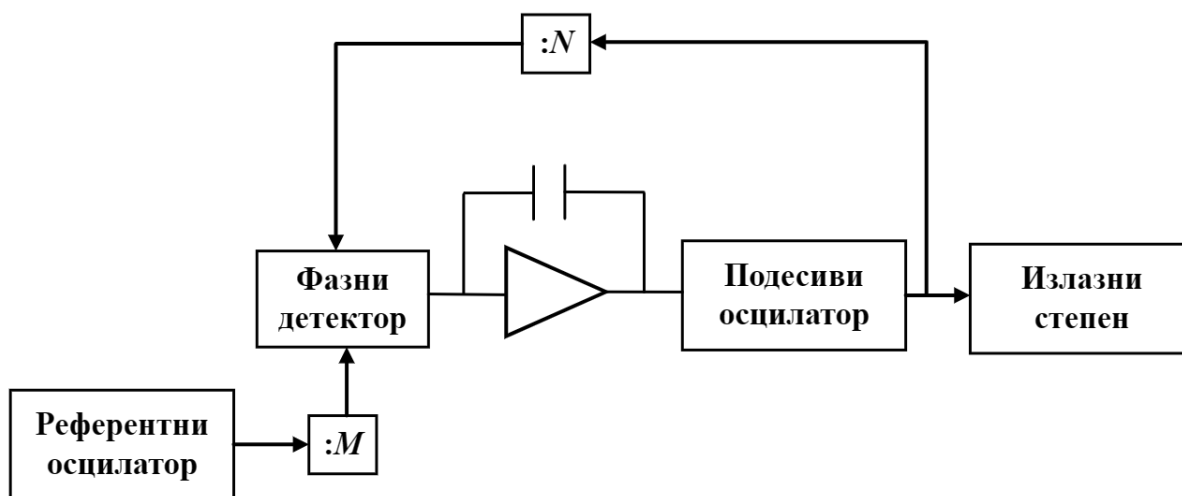 :N
Фазни
детектор
Подесиви
осцилатор
Излазни
степен
Референтни
осцилатор
:M